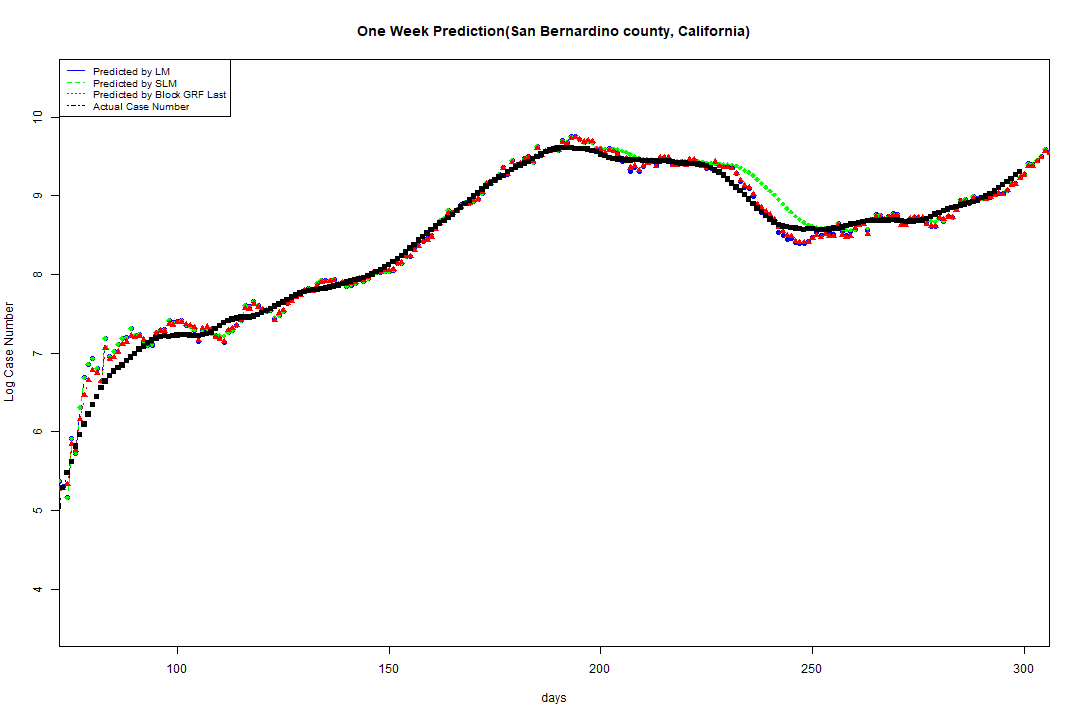 One Week Prediction(San Bernardino county, California)
Predicted by LM
Predicted by SLM
Predicted by Block GRF Last
Actual Case Number
Log Case Number
10
9
8
7
6
5
4
100 150 200 250 300
days